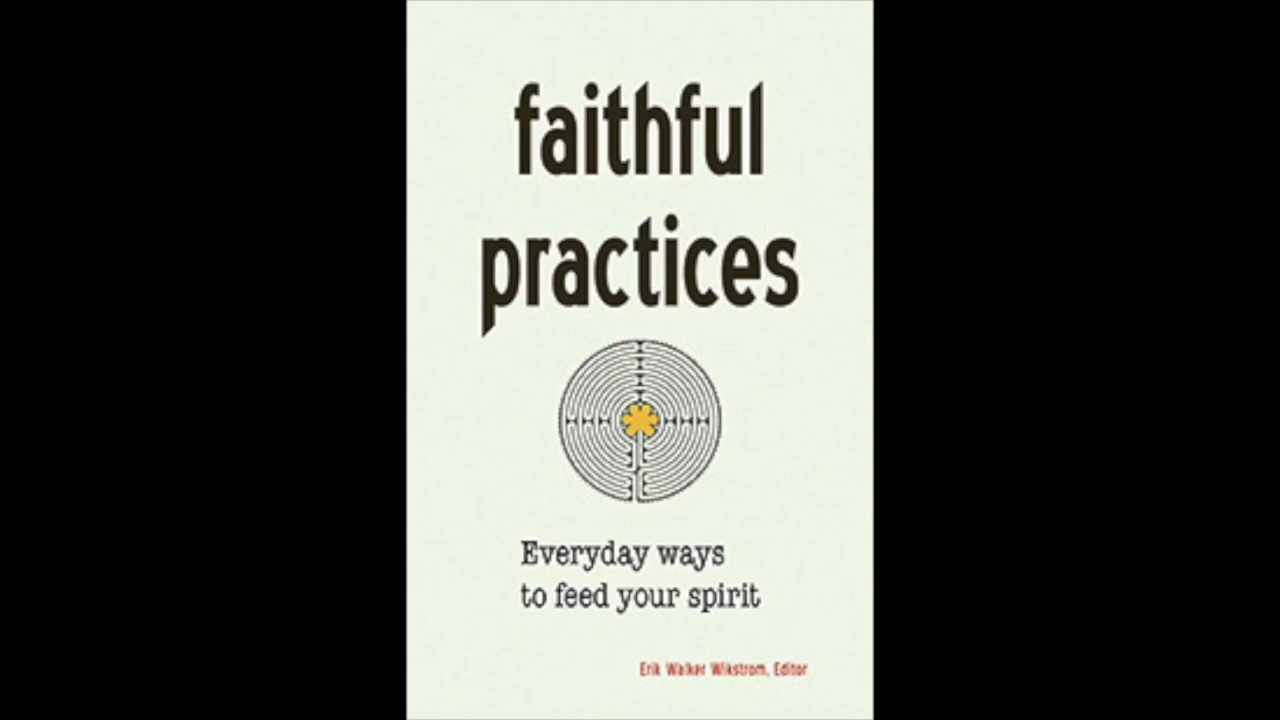 faithful
practices
Everyday ways
to feed your spirit
Erik Walker Wikstrom, Editor